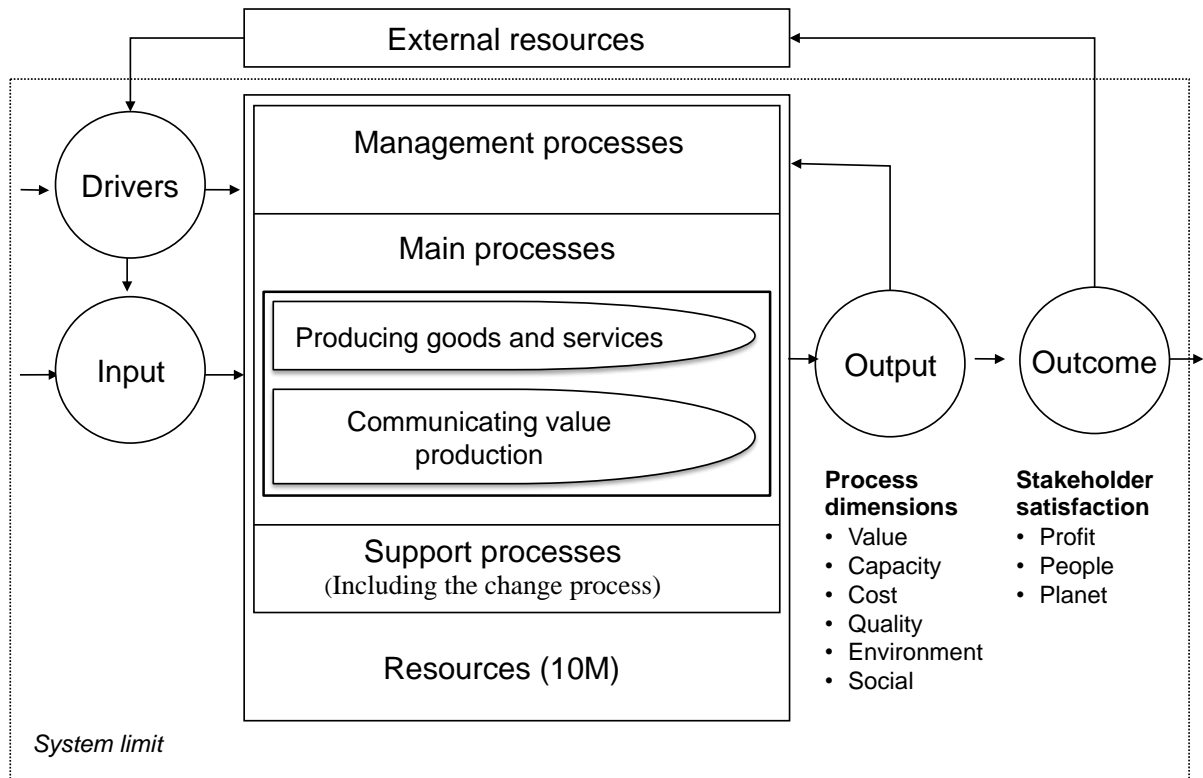 External resources
Drivers
Management processes
Main processes
Producing goods and services
Communicating value
production
Input
Output
Outcome
Support processes
(Including the change process)
Resources (10M)
Process
dimensions
• Value
• Capacity
• Cost
• Quality
• Environment
• Social
Stakeholder
satisfaction
• Profit
• People
• Planet
System limit